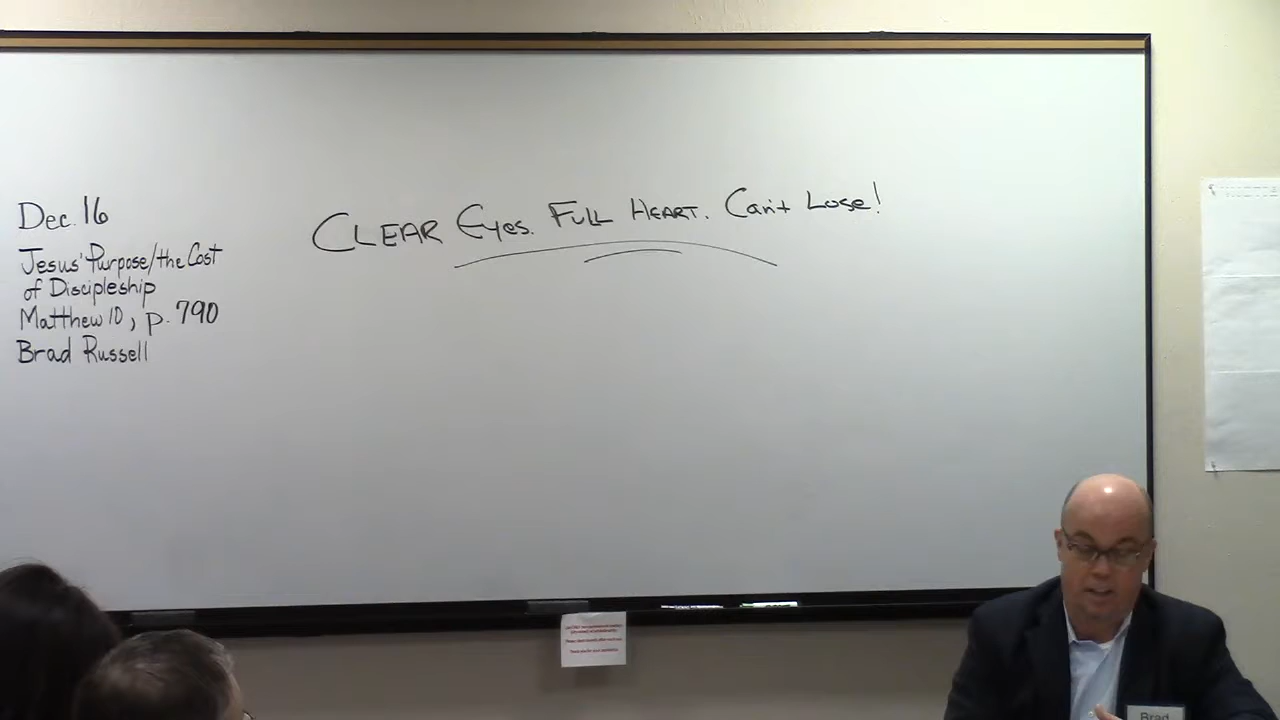 Dec. 16
Jesus' Purpose/the Cost
of Discipleship
Matthew 10, p. 790
Brad Russell
CLEAR Eyes. FULL HEART. Can't Lose!
Brad